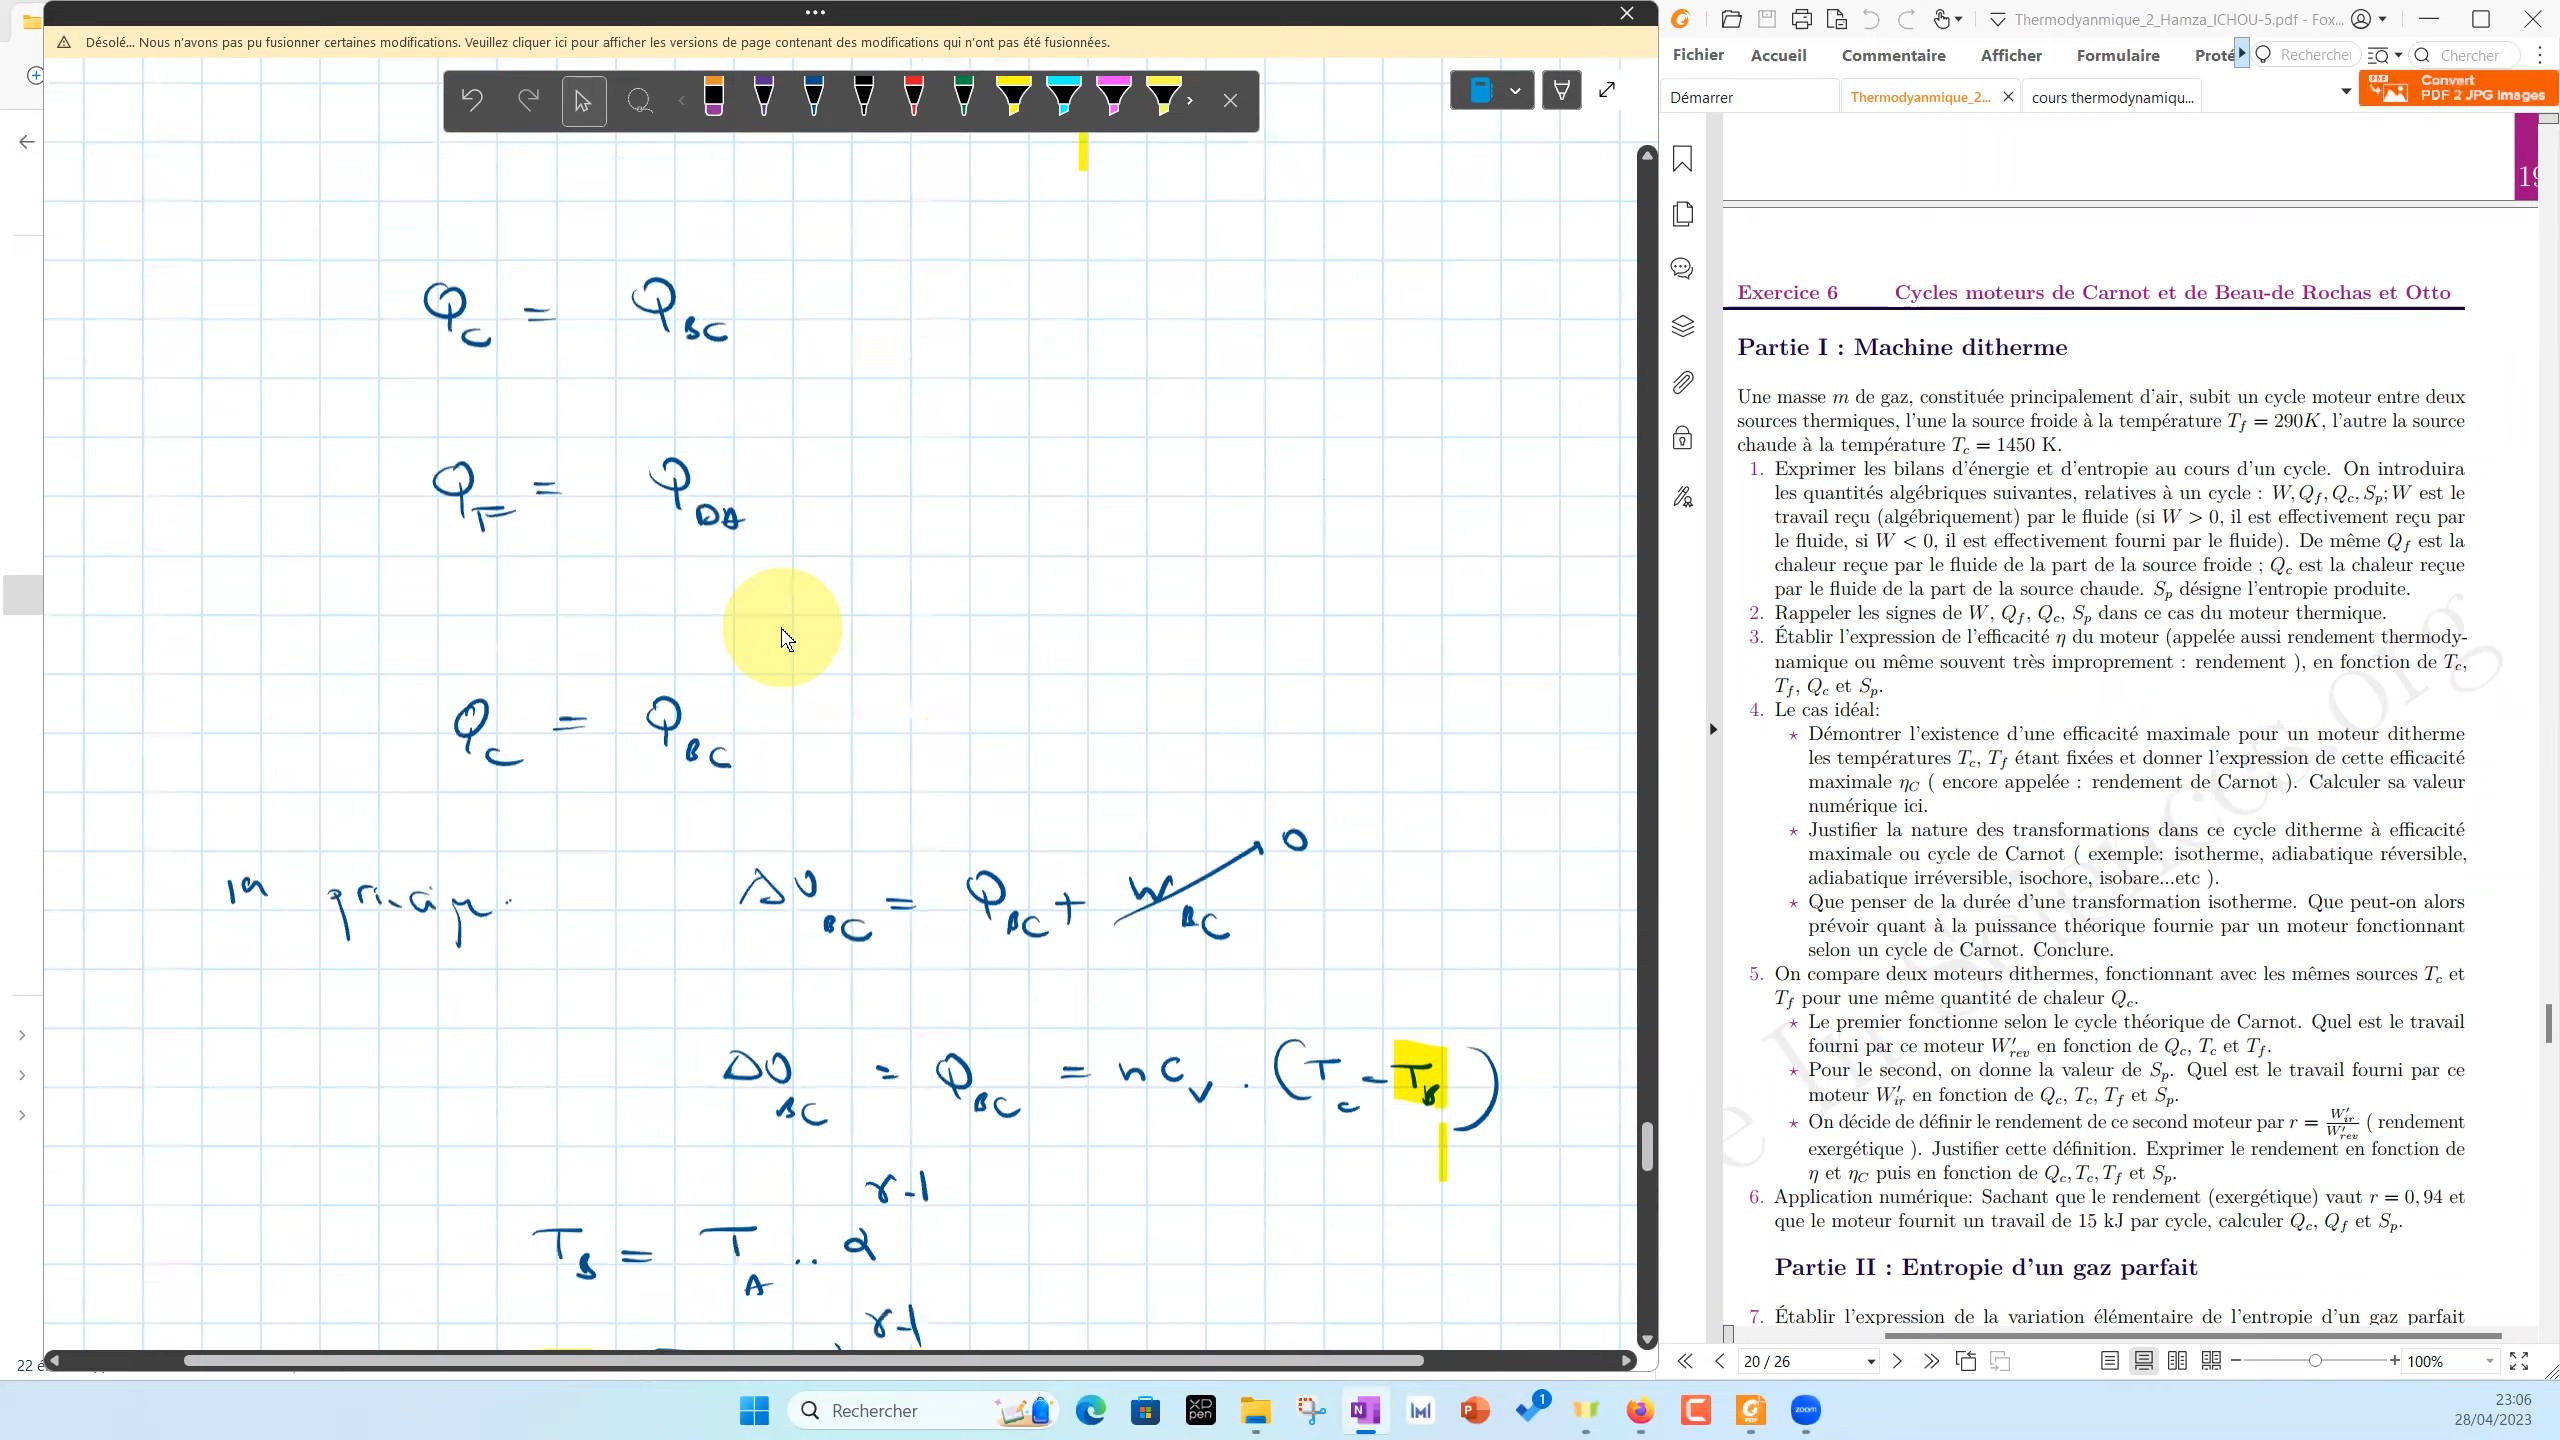 Désolé... Nous n'avons pas pu fusionner certaines modifications. Veuillez cliquer ici pour afficher les versions de page contenant des modifications qui n'ont pas été fusionnées.
Q_C = Q_BC
Q_F = Q_DA
Q_C = Q_BC
1er principe. ΔU_BC = Q_BC + W_BC 0
ΔU_BC = Q_BC = n C_V . (T_C - T_B)
T_B = T_A .. α^γ-1
γ-1
22 é
Thermodyanmique_2_Hamza_ICHOU-5.pdf - Fox...
Fichier Accueil Commentaire Afficher Formulaire Proté Recherchei Chercher
Démarrer Thermodyanmique_2... cours thermodynamiqu...
Convert
PDF 2 JPG Images
19
Exercice 6 Cycles moteurs de Carnot et de Beau-de Rochas et Otto
Partie I : Machine ditherme
Une masse m de gaz, constituée principalement d'air, subit un cycle moteur entre deux
sources thermiques, l'une la source froide à la température T_f = 290K, l'autre la source
chaude à la température T_c = 1450 K.
1. Exprimer les bilans d'énergie et d'entropie au cours d'un cycle. On introduira
les quantités algébriques suivantes, relatives à un cycle : W, Q_f, Q_c, S_p; W est le
travail reçu (algébriquement) par le fluide (si W > 0, il est effectivement reçu par
le fluide, si W < 0, il est effectivement fourni par le fluide). De même Q_f est la
chaleur reçue par le fluide de la part de la source froide ; Q_c est la chaleur reçue
par le fluide de la part de la source chaude. S_p désigne l'entropie produite.
2. Rappeler les signes de W, Q_f, Q_c, S_p dans ce cas du moteur thermique.
3. Établir l'expression de l'efficacité η du moteur (appelée aussi rendement thermody-
namique ou même souvent très improprement : rendement ), en fonction de T_c,
T_f, Q_c et S_p.
4. Le cas idéal:
⋆ Démontrer l'existence d'une efficacité maximale pour un moteur ditherme
les températures T_c, T_f étant fixées et donner l'expression de cette efficacité
maximale η_C ( encore appelée : rendement de Carnot ). Calculer sa valeur
numérique ici.
⋆ Justifier la nature des transformations dans ce cycle ditherme à efficacité
maximale ou cycle de Carnot ( exemple: isotherme, adiabatique réversible,
adiabatique irréversible, isochore, isobare...etc ).
⋆ Que penser de la durée d'une transformation isotherme. Que peut-on alors
prévoir quant à la puissance théorique fournie par un moteur fonctionnant
selon un cycle de Carnot. Conclure.
5. On compare deux moteurs dithermes, fonctionnant avec les mêmes sources T_c et
T_f pour une même quantité de chaleur Q_c.
⋆ Le premier fonctionne selon le cycle théorique de Carnot. Quel est le travail
fourni par ce moteur W'_rev en fonction de Q_c, T_c et T_f.
⋆ Pour le second, on donne la valeur de S_p. Quel est le travail fourni par ce
moteur W'_ir en fonction de Q_c, T_c, T_f et S_p.
⋆ On décide de définir le rendement de ce second moteur par r = W'_ir/W'_rev ( rendement
exergétique ). Justifier cette définition. Exprimer le rendement en fonction de
η et η_C puis en fonction de Q_c, T_c, T_f et S_p.
6. Application numérique: Sachant que le rendement (exergétique) vaut r = 0, 94 et
que le moteur fournit un travail de 15 kJ par cycle, calculer Q_c, Q_f et S_p.
Partie II : Entropie d'un gaz parfait
7. Établir l'expression de la variation élémentaire de l'entropie d'un gaz parfait
20 / 26 100%
Rechercher
XD pen
1
zoom
23:06
28/04/2023